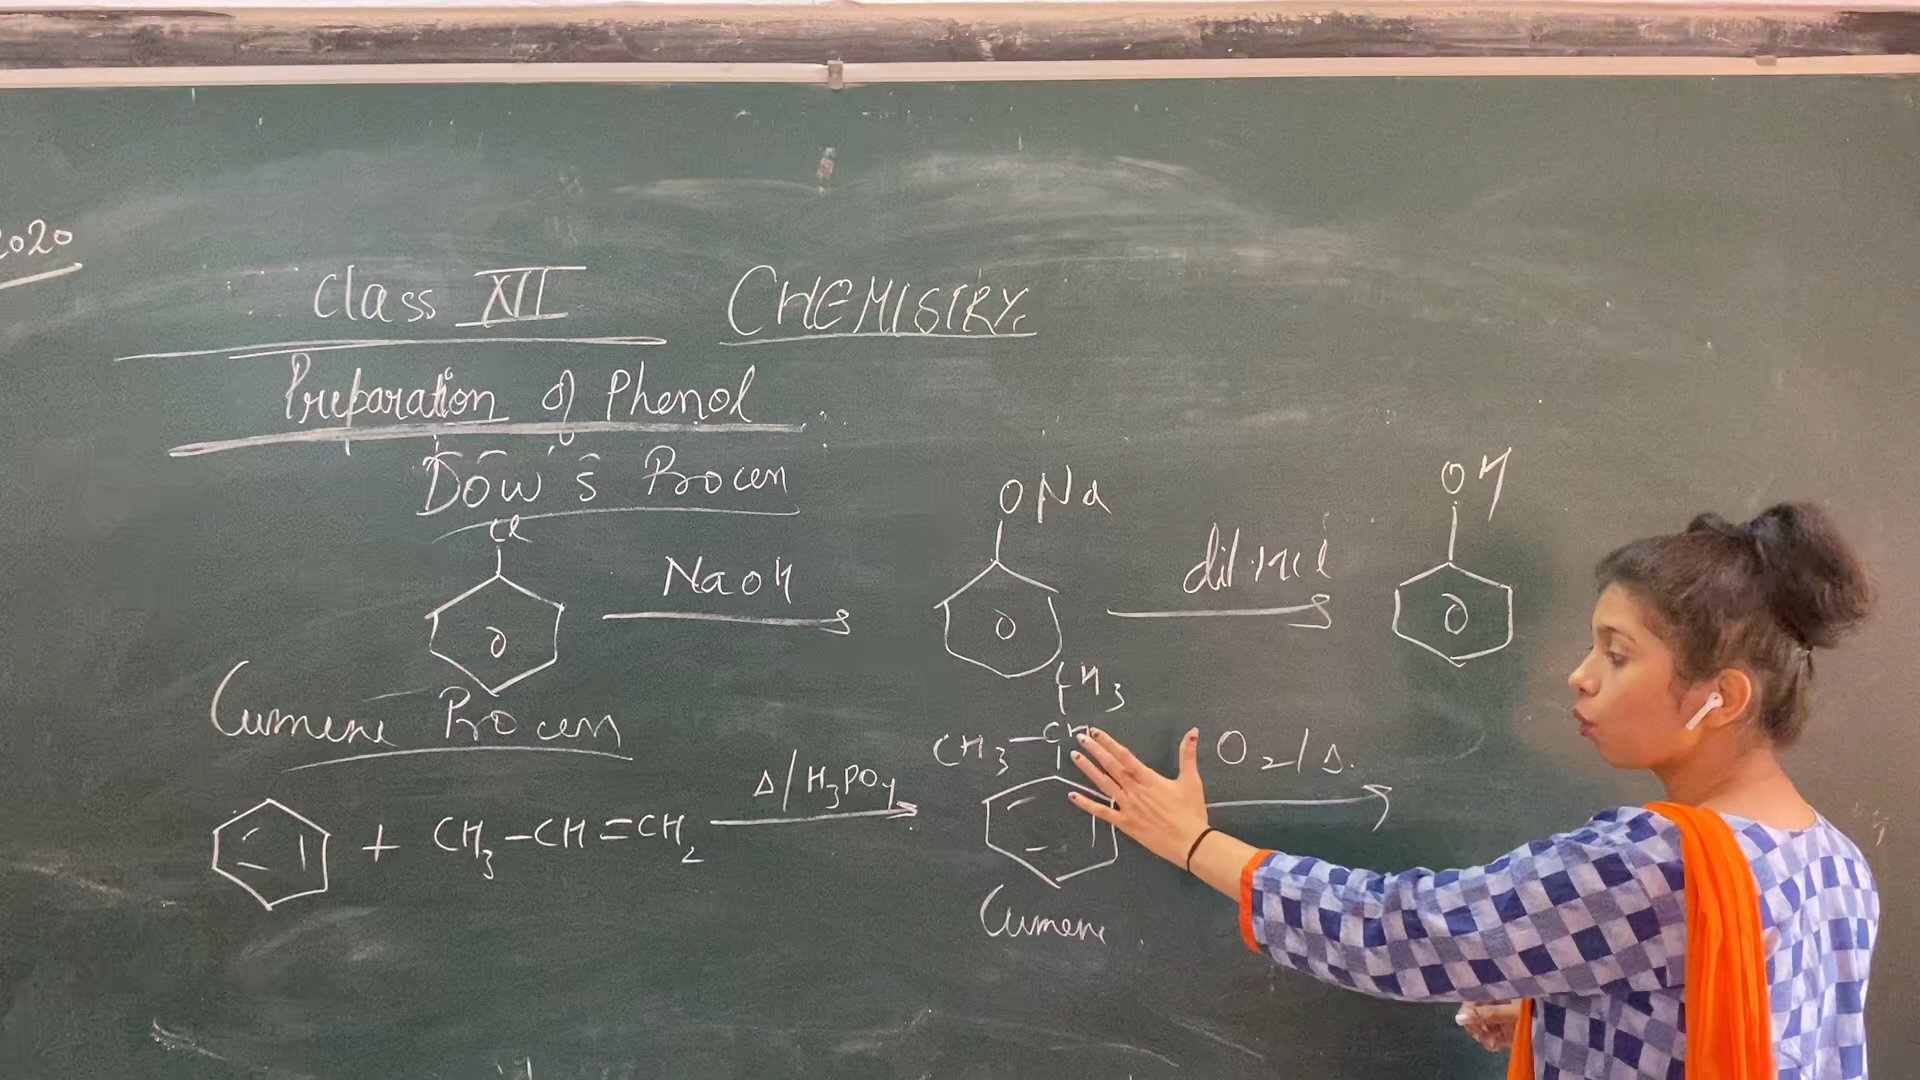 2020
Class XII CHEMISTRY
Preparation of Phenol
Dow's Process
Cl
NaOH
ONa
dil HCl
OH
Cumene Process
+ CH3-CH=CH2
Δ/H3PO4
CH3
CH3-CH
O2/Δ
Cumene